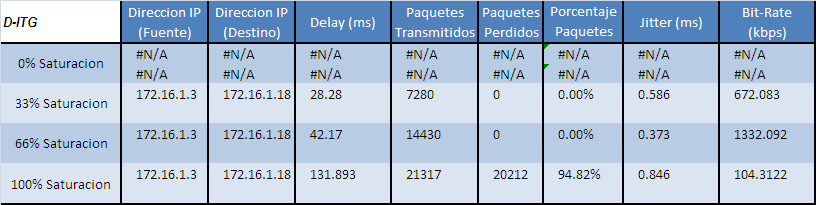 D-ITG Direccion IP (Fuente) Direccion IP (Destino) Delay (ms) Paquetes Transmitidos Paquetes Perdidos Porcentaje Paquetes Jitter (ms) Bit-Rate (kbps)
0% Saturacion #N/A #N/A #N/A #N/A #N/A #N/A #N/A #N/A
#N/A #N/A #N/A #N/A #N/A #N/A #N/A #N/A
33% Saturacion 172.16.1.3 172.16.1.18 28.28 7280 0 0.00% 0.586 672.083
66% Saturacion 172.16.1.3 172.16.1.18 42.17 14430 0 0.00% 0.373 1332.092
100% Saturacion 172.16.1.3 172.16.1.18 131.893 21317 20212 94.82% 0.846 104.3122